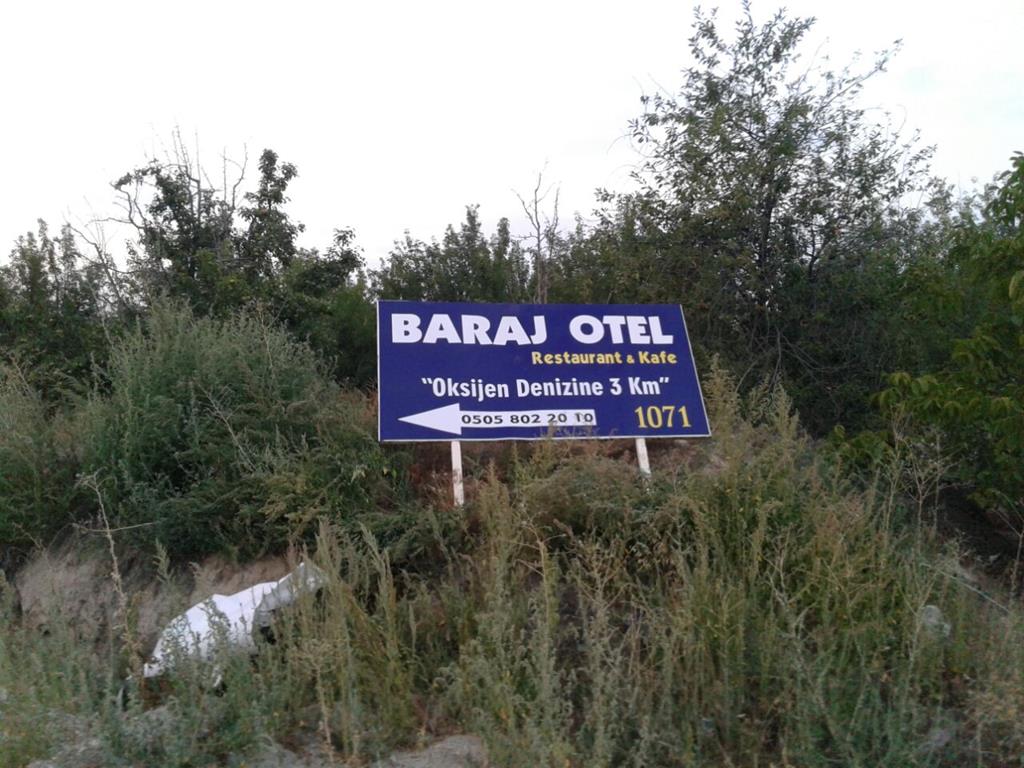 BARAJ OTEL
Restaurant & Kafe
"Oksijen Denizine 3 Km"
0505 802 20 10
1071